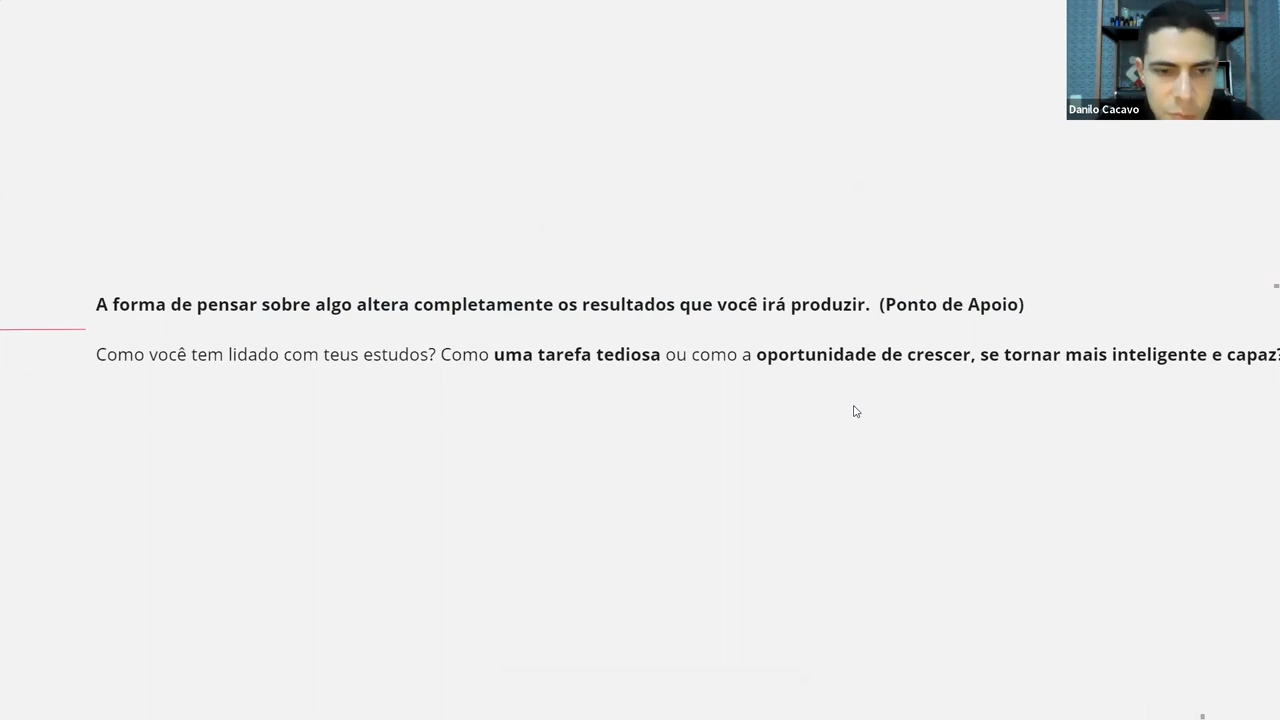 Danilo Cacavo
A forma de pensar sobre algo altera completamente os resultados que você irá produzir. (Ponto de Apoio)
Como você tem lidado com teus estudos? Como uma tarefa tediosa ou como a oportunidade de crescer, se tornar mais inteligente e capaz?